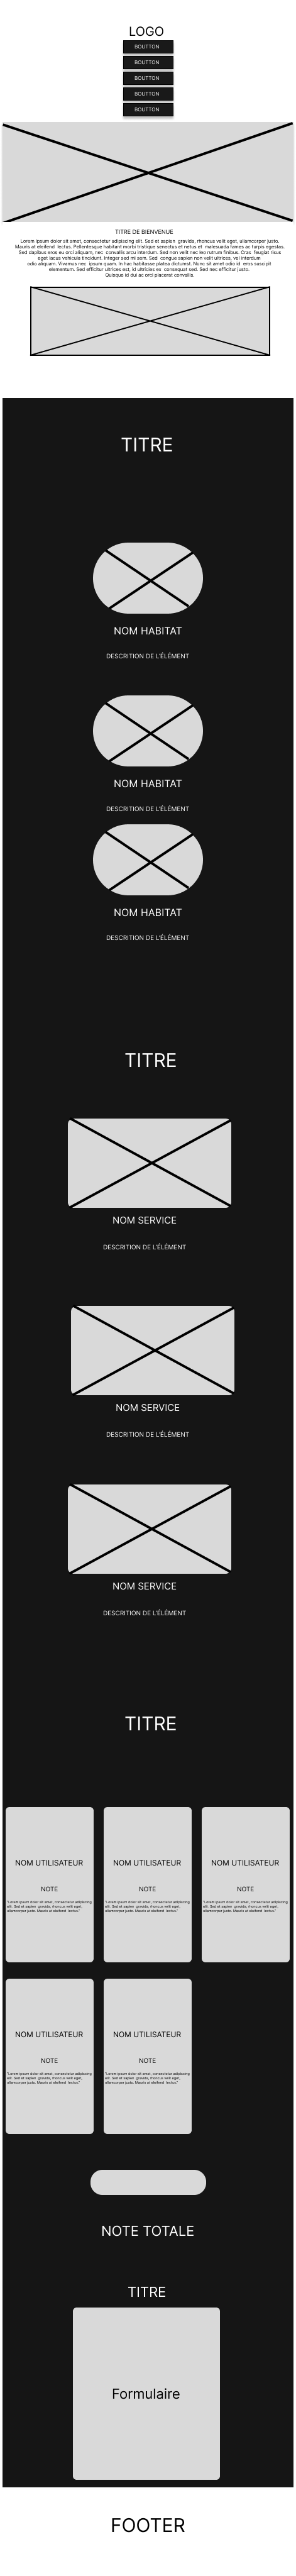 LOGO
BOUTTON
BOUTTON
BOUTTON
BOUTTON
BOUTTON
TITRE DE BIENVENUE
Lorem ipsum dolor sit amet, consectetur adipiscing elit. Sed et sapien gravida, rhoncus velit eget, ullamcorper justo.
Mauris at eleifend lectus. Pellentesque habitant morbi tristique senectus et netus et malesuada fames ac turpis egestas.
Sed dapibus eros eu orci aliquam, nec convallis arcu interdum. Sed non velit nec leo rutrum finibus. Cras feugiat risus
eget lacus vehicula tincidunt. Integer sed mi sem. Sed congue sapien non velit ultrices, vel interdum
odio aliquam. Vivamus nec ipsum quam. In hac habitasse platea dictumst. Nunc sit amet odio id eros suscipit
elementum. Sed efficitur ultrices est, id ultricies ex consequat sed. Sed nec efficitur justo.
Quisque id dui ac orci placerat convallis.
TITRE
NOM HABITAT
DESCRITION DE L'ÉLÉMENT
NOM HABITAT
DESCRITION DE L'ÉLÉMENT
NOM HABITAT
DESCRITION DE L'ÉLÉMENT
TITRE
NOM SERVICE
DESCRITION DE L'ÉLÉMENT
NOM SERVICE
DESCRITION DE L'ÉLÉMENT
NOM SERVICE
DESCRITION DE L'ÉLÉMENT
TITRE
NOM UTILISATEUR
NOTE
"Lorem ipsum dolor sit amet, consectetur adipiscing
elit. Sed et sapien gravida, rhoncus velit eget,
ullamcorper justo. Mauris at eleifend lectus."
NOM UTILISATEUR
NOTE
"Lorem ipsum dolor sit amet, consectetur adipiscing
elit. Sed et sapien gravida, rhoncus velit eget,
ullamcorper justo. Mauris at eleifend lectus."
NOM UTILISATEUR
NOTE
"Lorem ipsum dolor sit amet, consectetur adipiscing
elit. Sed et sapien gravida, rhoncus velit eget,
ullamcorper justo. Mauris at eleifend lectus."
NOM UTILISATEUR
NOTE
"Lorem ipsum dolor sit amet, consectetur adipiscing
elit. Sed et sapien gravida, rhoncus velit eget,
ullamcorper justo. Mauris at eleifend lectus."
NOM UTILISATEUR
NOTE
"Lorem ipsum dolor sit amet, consectetur adipiscing
elit. Sed et sapien gravida, rhoncus velit eget,
ullamcorper justo. Mauris at eleifend lectus."
NOTE TOTALE
TITRE
Formulaire
FOOTER